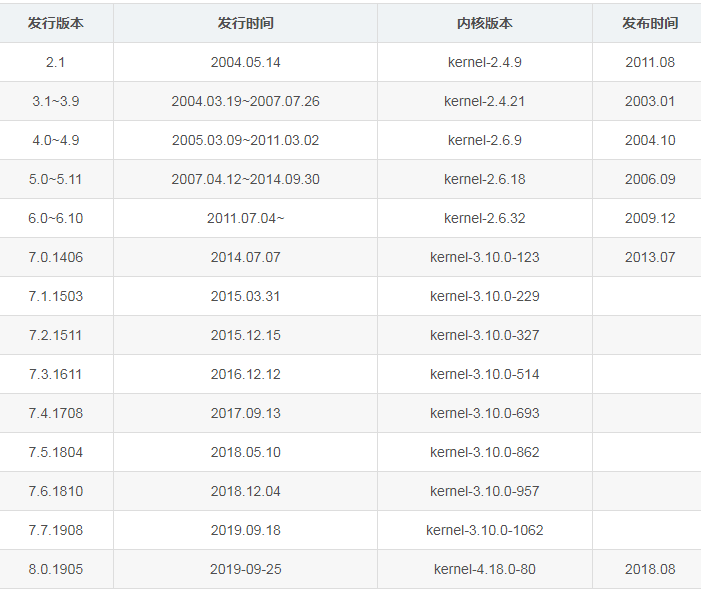 发行版本 发行时间 内核版本 发布时间
2.1 2004.05.14 kernel-2.4.9 2011.08
3.1~3.9 2004.03.19~2007.07.26 kernel-2.4.21 2003.01
4.0~4.9 2005.03.09~2011.03.02 kernel-2.6.9 2004.10
5.0~5.11 2007.04.12~2014.09.30 kernel-2.6.18 2006.09
6.0~6.10 2011.07.04~ kernel-2.6.32 2009.12
7.0.1406 2014.07.07 kernel-3.10.0-123 2013.07
7.1.1503 2015.03.31 kernel-3.10.0-229
7.2.1511 2015.12.15 kernel-3.10.0-327
7.3.1611 2016.12.12 kernel-3.10.0-514
7.4.1708 2017.09.13 kernel-3.10.0-693
7.5.1804 2018.05.10 kernel-3.10.0-862
7.6.1810 2018.12.04 kernel-3.10.0-957
7.7.1908 2019.09.18 kernel-3.10.0-1062
8.0.1905 2019-09-25 kernel-4.18.0-80 2018.08